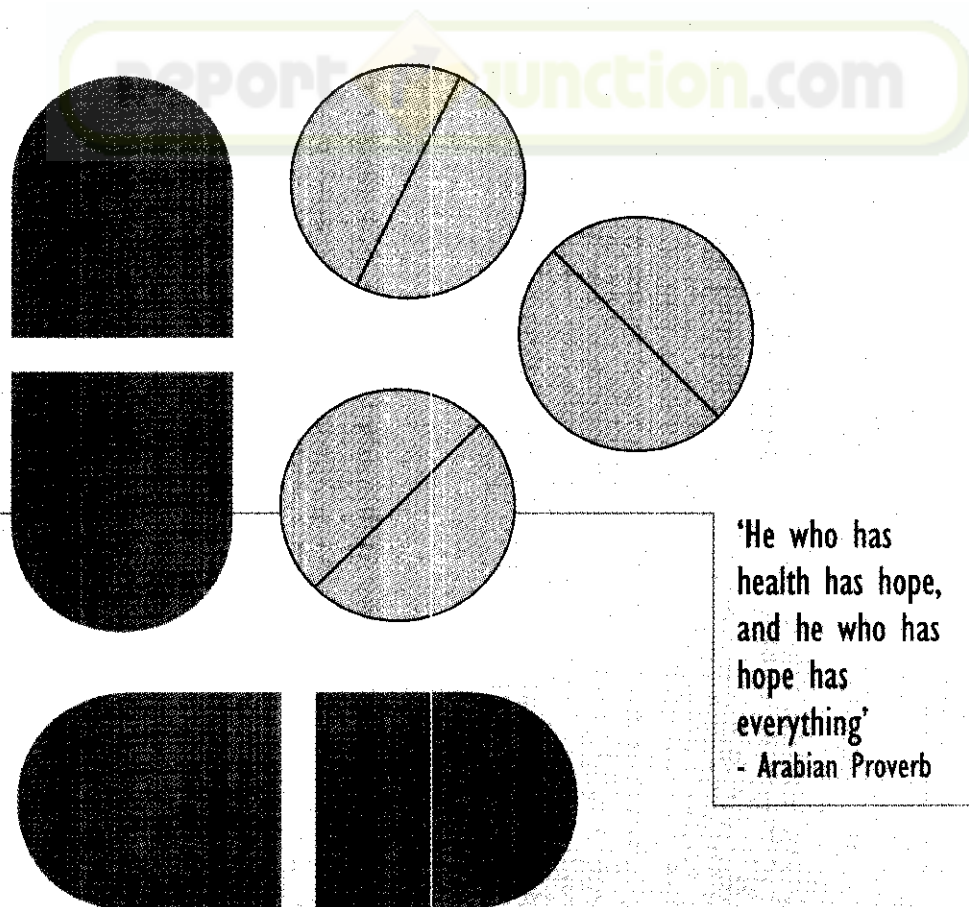 reportjunction.com
‘He who has
health has hope,
and he who has
hope has
everything’
- Arabian Proverb